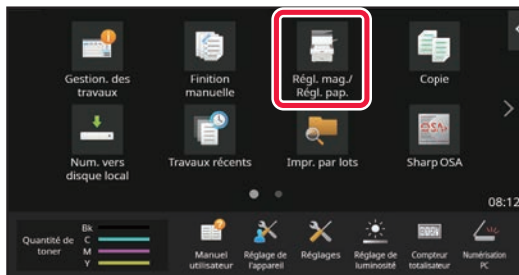 Gestion. des
travaux
Finition
manuelle
Régl. mag./
Régl. pap.
Copie
Num. vers
disque local
Travaux récents
Impr. par lots
OSA
Sharp OSA
08:12
Quantité de
toner
Bk
C
M
Y
Manuel
utilisateur
Réglage de
l'appareil
Réglages
Réglage de
luminosité
Compteur
totalisateur
Numérisation
PC